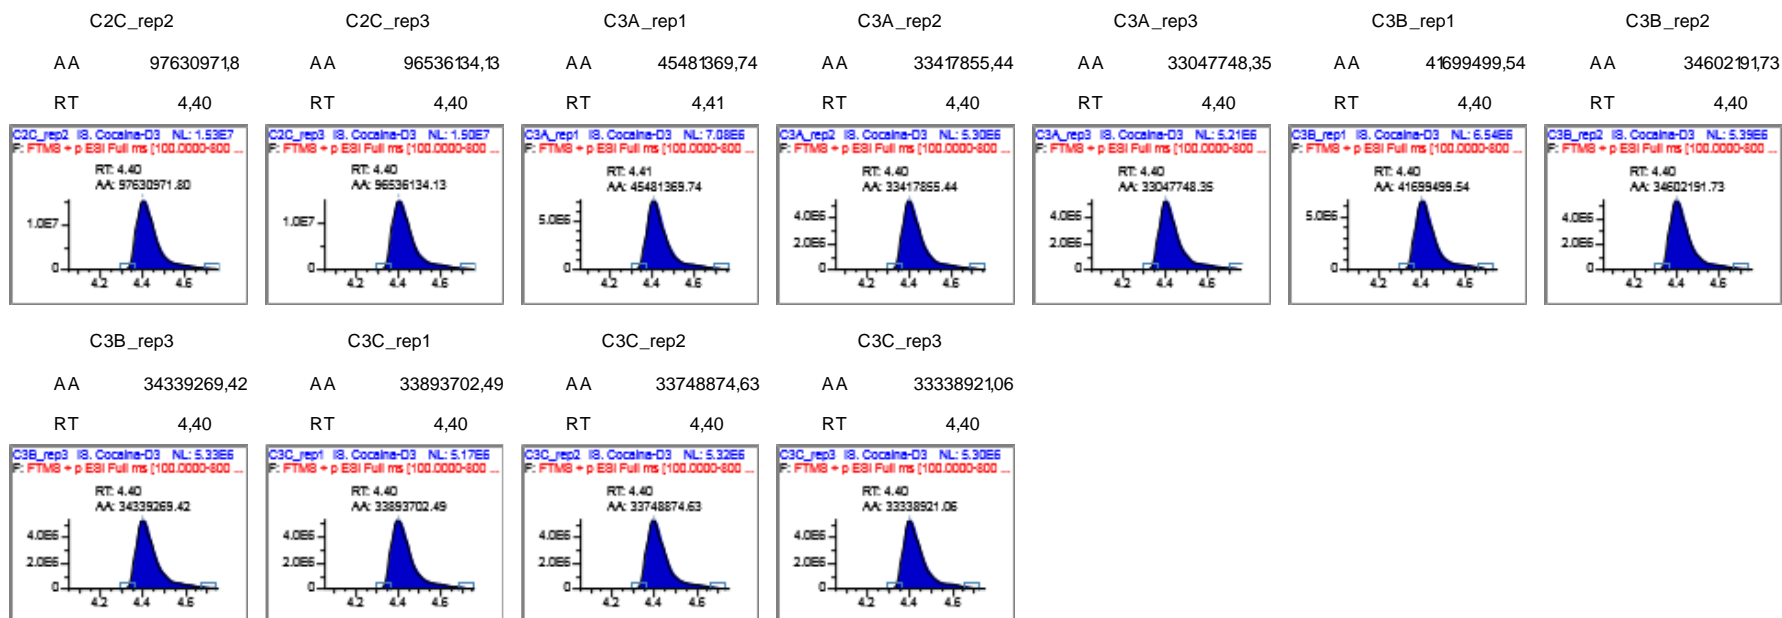 C2C_rep2 C2C_rep3 C3A_rep1 C3A_rep2 C3A_rep3 C3B_rep1 C3B_rep2
AA 97630971,8 AA 96536134,13 AA 45481369,74 AA 33417855,44 AA 33047748,35 AA 41699499,54 AA 34602191,73
RT 4,40 RT 4,40 RT 4,41 RT 4,40 RT 4,40 RT 4,40 RT 4,40
C2C_rep2 IS. Cocaina-D3 NL: 1.53E7 C2C_rep3 IS. Cocaina-D3 NL: 1.50E7 C3A_rep1 IS. Cocaina-D3 NL: 7.08E6 C3A_rep2 IS. Cocaina-D3 NL: 5.30E6 C3A_rep3 IS. Cocaina-D3 NL: 5.21E6 C3B_rep1 IS. Cocaina-D3 NL: 6.54E6 C3B_rep2 IS. Cocaina-D3 NL: 5.39E6
F: FTMS + p ESI Full ms [100.0000-800 ... F: FTMS + p ESI Full ms [100.0000-800 ... F: FTMS + p ESI Full ms [100.0000-800 ... F: FTMS + p ESI Full ms [100.0000-800 ... F: FTMS + p ESI Full ms [100.0000-800 ... F: FTMS + p ESI Full ms [100.0000-800 ... F: FTMS + p ESI Full ms [100.0000-800 ...
RT: 4.40 RT: 4.40 RT: 4.41 RT: 4.40 RT: 4.40 RT: 4.40 RT: 4.40
AA: 97630971.80 AA: 96536134.13 AA: 45481369.74 AA: 33417855.44 AA: 33047748.35 AA: 41699499.54 AA: 34602191.73
1.0E7 1.0E7 5.0E6 4.0E6 4.0E6 5.0E6 4.0E6
2.0E6 2.0E6 2.0E6
0 0 0 0 0 0 0
4.2 4.4 4.6 4.2 4.4 4.6 4.2 4.4 4.6 4.2 4.4 4.6 4.2 4.4 4.6 4.2 4.4 4.6 4.2 4.4 4.6
C3B_rep3 C3C_rep1 C3C_rep2 C3C_rep3
AA 34339269,42 AA 33893702,49 AA 33748874,63 AA 33338921,06
RT 4,40 RT 4,40 RT 4,40 RT 4,40
C3B_rep3 IS. Cocaina-D3 NL: 5.33E6 C3C_rep1 IS. Cocaina-D3 NL: 5.17E6 C3C_rep2 IS. Cocaina-D3 NL: 5.32E6 C3C_rep3 IS. Cocaina-D3 NL: 5.30E6
F: FTMS + p ESI Full ms [100.0000-800 ... F: FTMS + p ESI Full ms [100.0000-800 ... F: FTMS + p ESI Full ms [100.0000-800 ... F: FTMS + p ESI Full ms [100.0000-800 ...
RT: 4.40 RT: 4.40 RT: 4.40 RT: 4.40
AA: 34339269.42 AA: 33893702.49 AA: 33748874.63 AA: 33338921.06
4.0E6 4.0E6 4.0E6 4.0E6
2.0E6 2.0E6 2.0E6 2.0E6
0 0 0 0
4.2 4.4 4.6 4.2 4.4 4.6 4.2 4.4 4.6 4.2 4.4 4.6